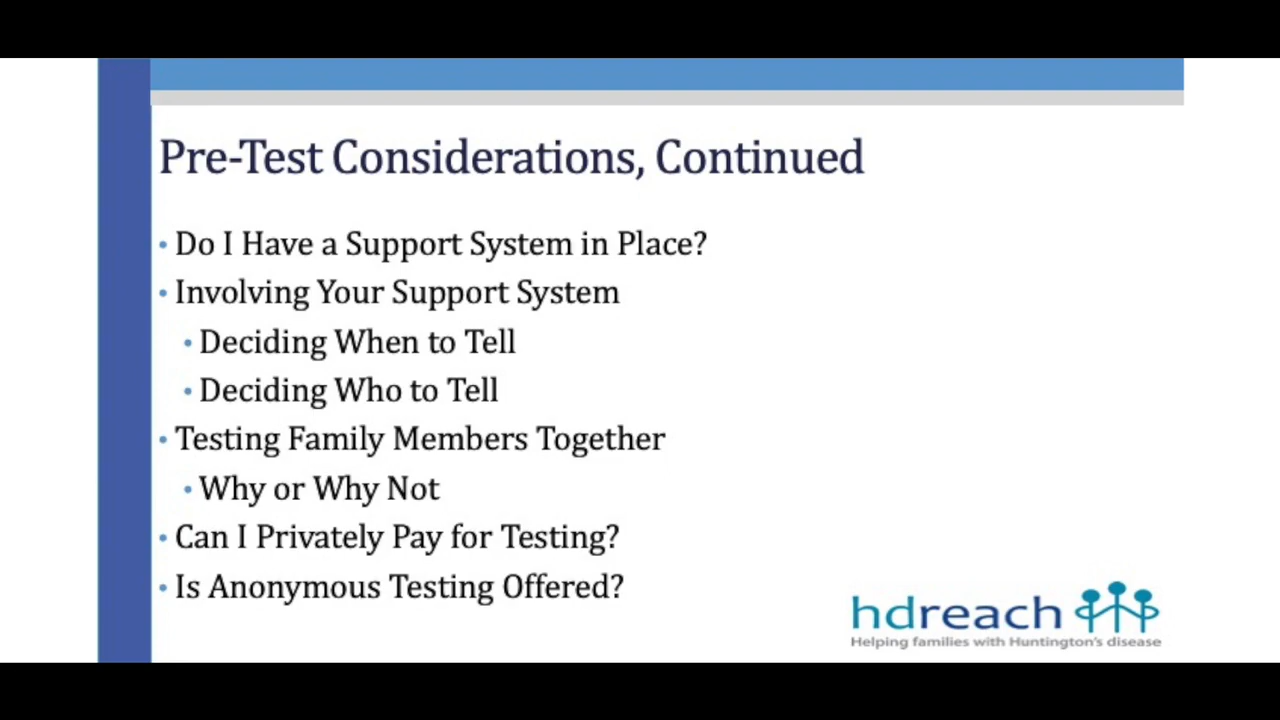 Pre-Test Considerations, Continued
• Do I Have a Support System in Place?
• Involving Your Support System
• Deciding When to Tell
• Deciding Who to Tell
• Testing Family Members Together
• Why or Why Not
• Can I Privately Pay for Testing?
• Is Anonymous Testing Offered?
hdreach
Helping families with Huntington's disease